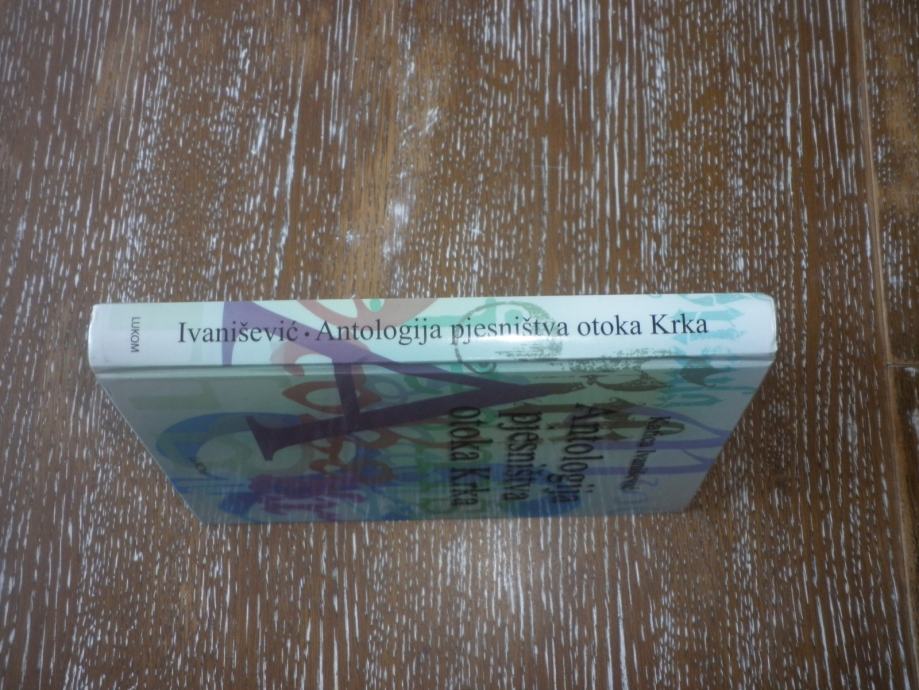 LUKOM
Ivanišević • Antologija pjesništva otoka Krka
Antologija
pjesništva
otoka Krka